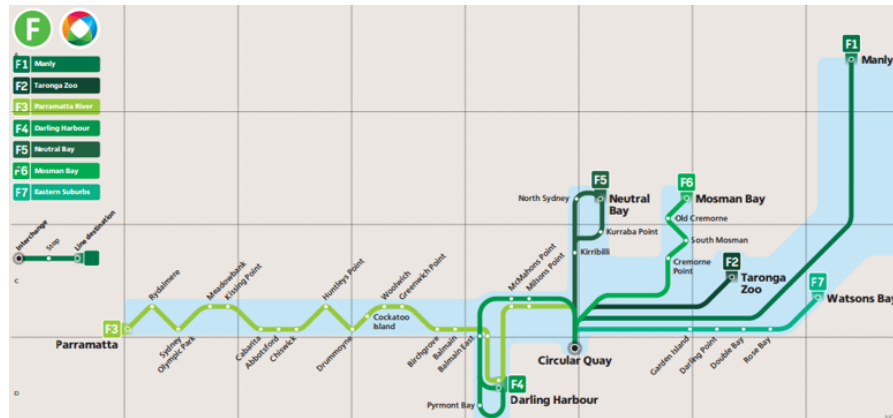 F
F1 Manly
F2 Taronga Zoo
F3 Parramatta River
F4 Darling Harbour
F5 Neutral Bay
F6 Mosman Bay
F7 Eastern Suburbs
Interchange
Stop
Line destination
C
D
F1
Manly
F5
Neutral
Bay
North Sydney
Kurraba Point
Kirribilli
F6
Mosman Bay
Old Cremorne
South Mosman
Cremorne
Point
F2
Taronga
Zoo
F7
Watsons Bay
McMahons Point
Milsons Point
F3
Parramatta
Rydalmere
Sydney
Olympic Park
Meadowbank
Kissing Point
Cabarita
Abbotsford
Chiswick
Huntleys Point
Drummoyne
Cockatoo
Island
Woolwich
Greenwich Point
Birchgrove
Balmain
Balmain East
Pyrmont Bay
F4
Darling Harbour
Circular Quay
Garden Island
Darling Point
Double Bay
Rose Bay